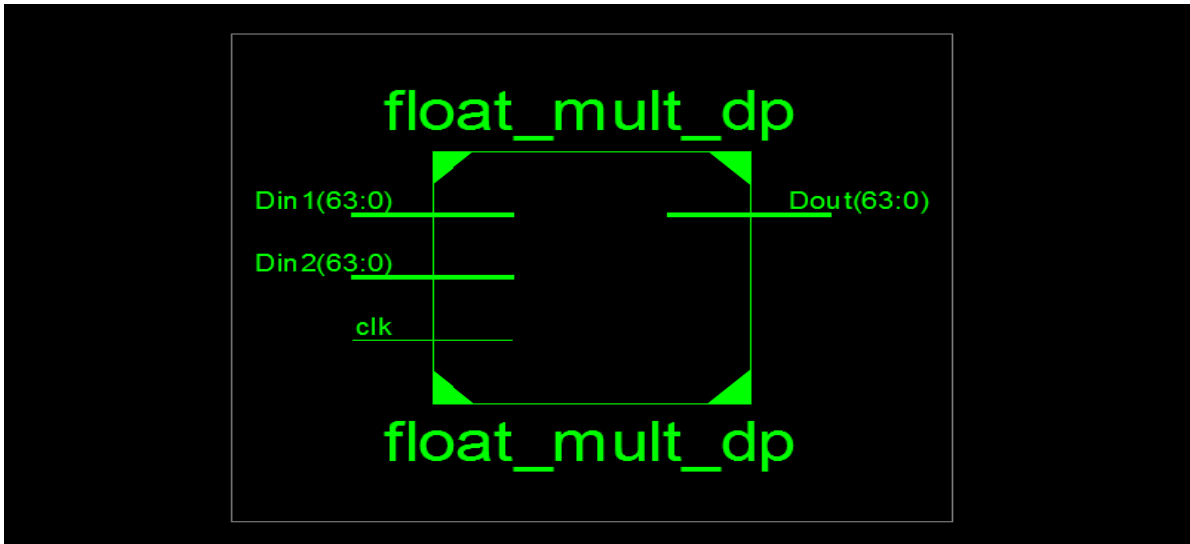 float_mult_dp
Din1(63:0)
Dout(63:0)
Din2(63:0)
clk
float_mult_dp